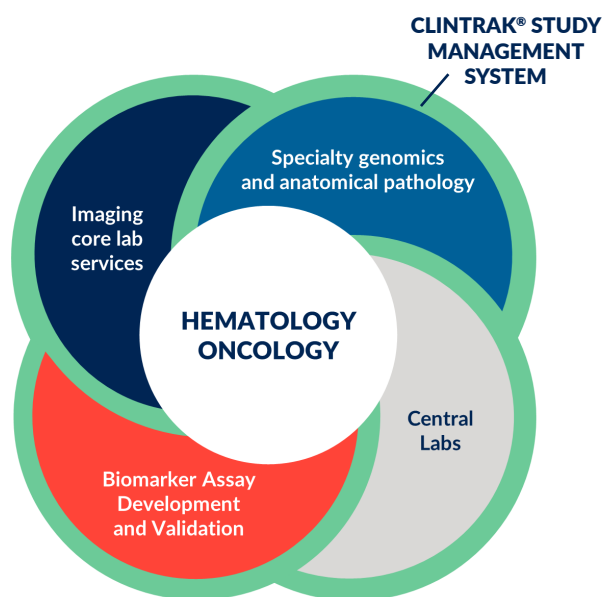 CLINTRAK® STUDY
MANAGEMENT
SYSTEM
Specialty genomics
and anatomical pathology
Imaging
core lab
services
HEMATOLOGY
ONCOLOGY
Central
Labs
Biomarker Assay
Development
and Validation